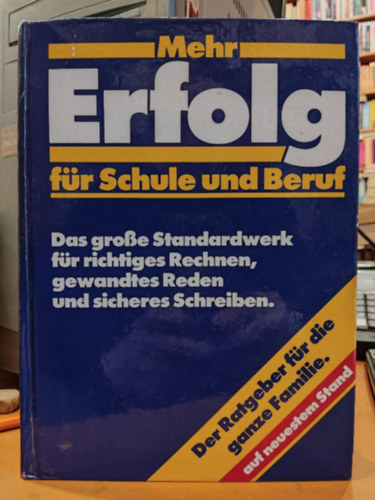 Mehr
Erfolg
für Schule und Beruf
Das große Standardwerk
für richtiges Rechnen,
gewandtes Reden
und sicheres Schreiben.
Der Ratgeber für die
ganze Familie.
auf neuestem Stand